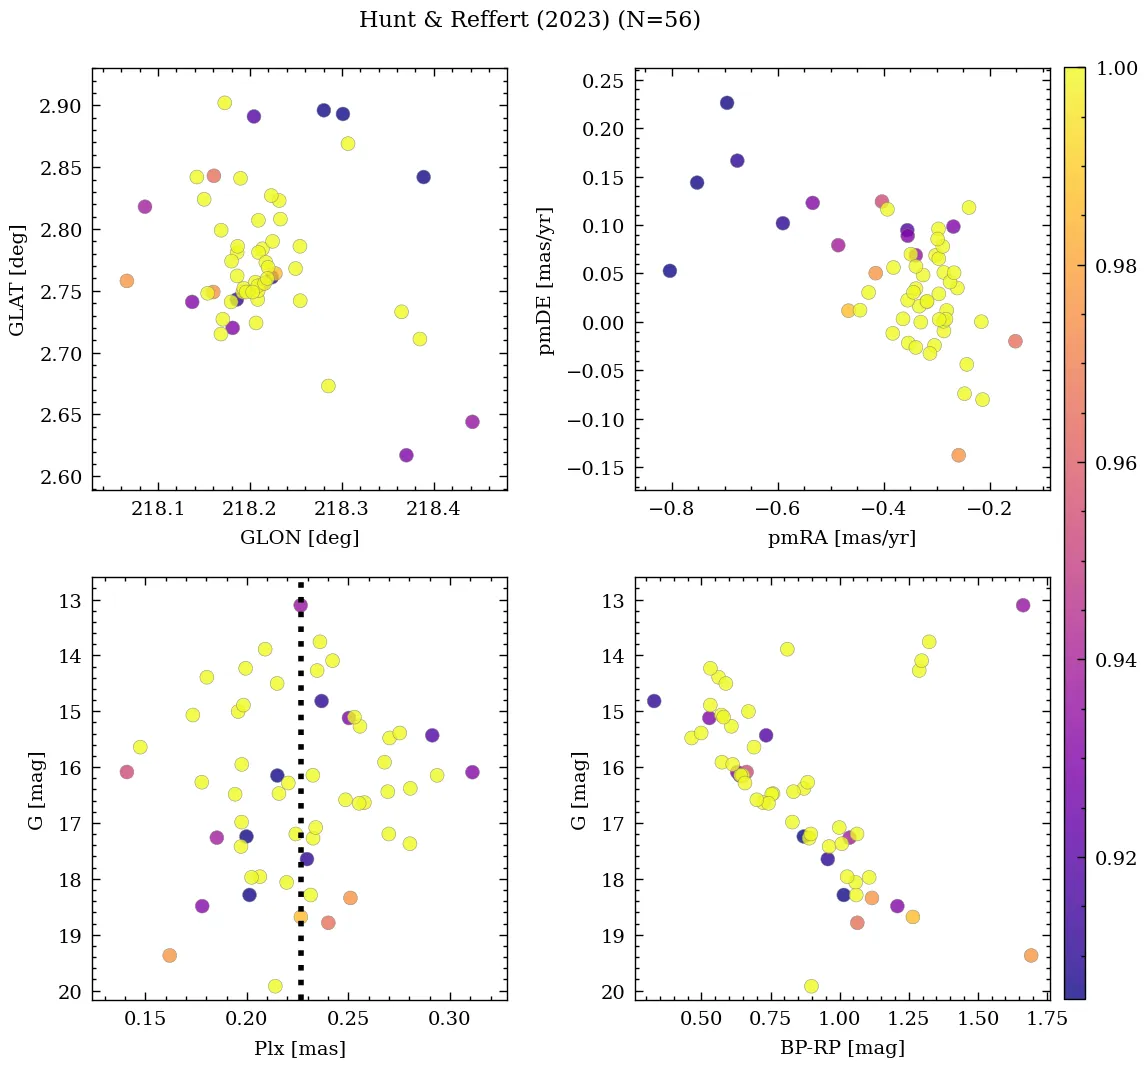 Hunt & Reffert (2023) (N=56)
2.90
2.85
2.80
2.75
2.70
2.65
2.60
GLAT [deg]
218.1 218.2 218.3 218.4
GLON [deg]
0.25
0.20
0.15
0.10
0.05
0.00
−0.05
−0.10
−0.15
pmDE [mas/yr]
−0.8 −0.6 −0.4 −0.2
pmRA [mas/yr]
13
14
15
16
17
18
19
20
G [mag]
0.15 0.20 0.25 0.30
Plx [mas]
13
14
15
16
17
18
19
20
G [mag]
0.50 0.75 1.00 1.25 1.50 1.75
BP-RP [mag]
1.00
0.98
0.96
0.94
0.92